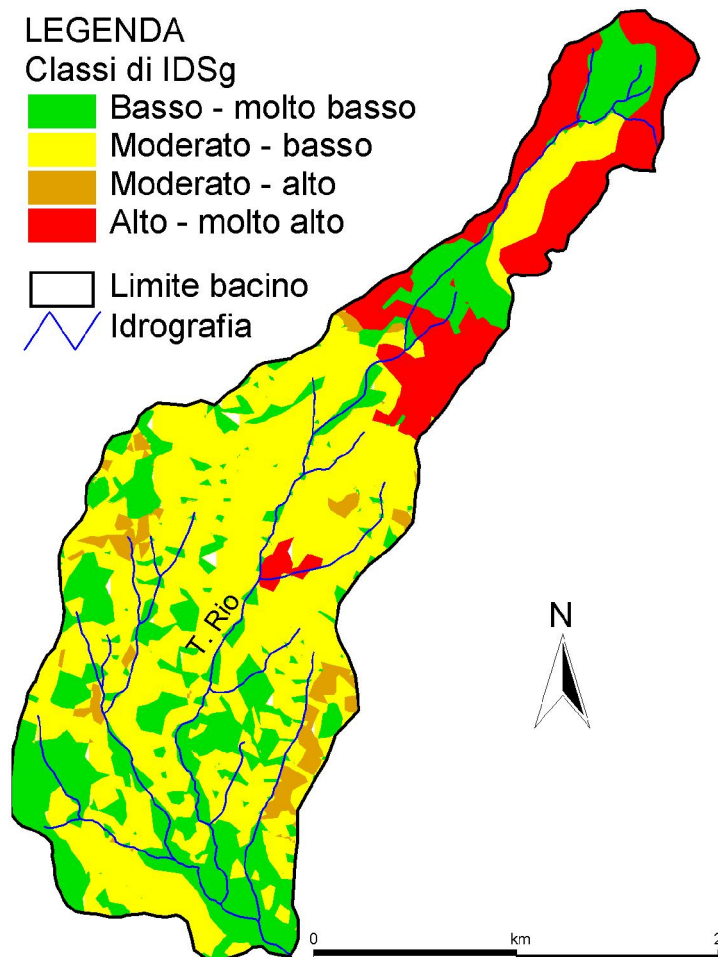 LEGENDA
Classi di IDSg
Basso - molto basso
Moderato - basso
Moderato - alto
Alto - molto alto
Limite bacino
Idrografia
T. Rio
N
0 km 2